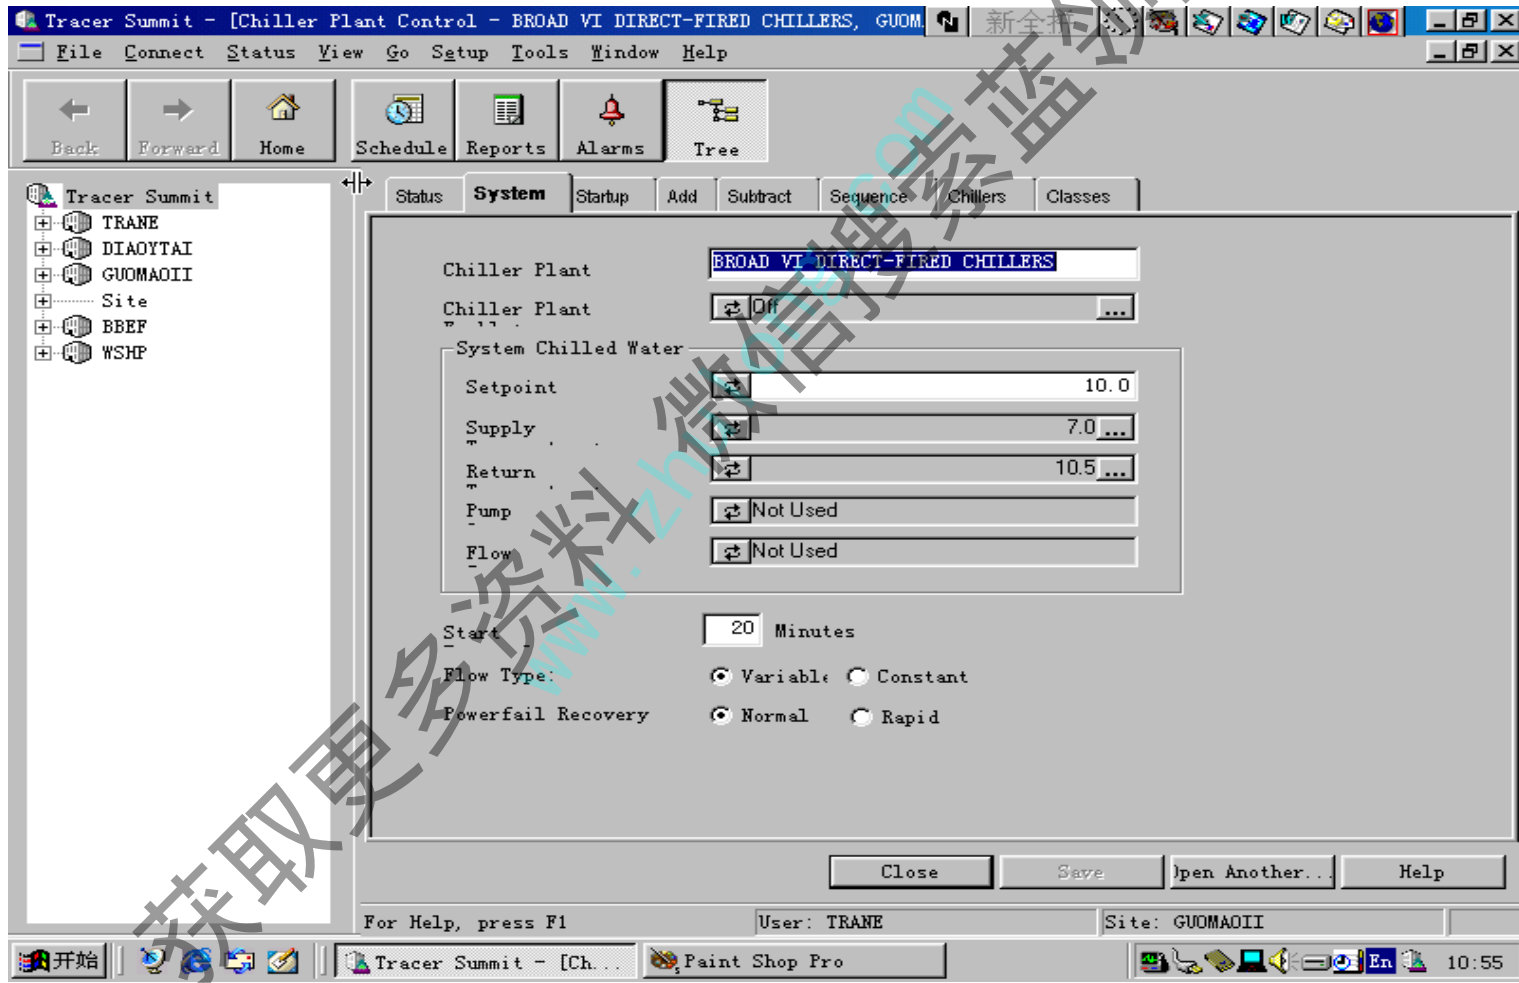 Tracer Summit - [Chiller Plant Control - BROAD VI DIRECT-FIRED CHILLERS, GUOM
新全拼
File Connect Status View Go Setup Tools Window Help
Back Forward Home Schedule Reports Alarms Tree
Tracer Summit
TRANE
DIAOYTAI
GUOMAOII
Site
BBEF
WSHP
Status System Startup Add Subtract Sequence Chillers Classes
Chiller Plant BROAD VI DIRECT-FIRED CHILLERS
Chiller Plant Off ...
System Chilled Water
Setpoint 10.0
Supply 7.0 ...
Return 10.5 ...
Pump Not Used
Flow Not Used
Start 20 Minutes
Flow Type: Variable Constant
Powerfail Recovery Normal Rapid
Close Save Open Another... Help
For Help, press F1 User: TRANE Site: GUOMAOII
开始 Tracer Summit - [Ch... Paint Shop Pro En 10:55
获取更多资料 微信搜索蓝领